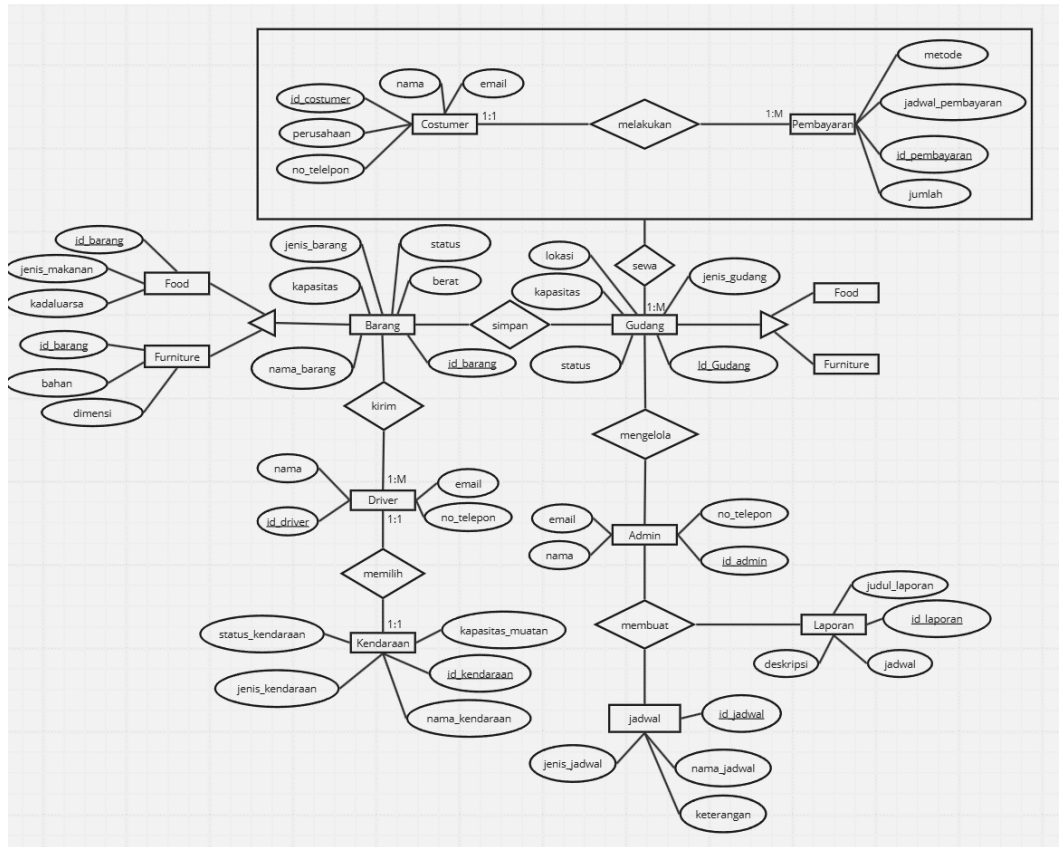 nama
email
metode
id_costumer
jadwal_pembayaran
1:1
1:M
Costumer
melakukan
Pembayaran
perusahaan
id_pembayaran
no_telelpon
jumlah
id_barang
jenis_barang
status
lokasi
sewa
jenis_gudang
jenis_makanan
Food
kapasitas
berat
kapasitas
Food
kadaluarsa
1:M
Barang
simpan
Gudang
id_barang
Furniture
nama_barang
id_barang
status
Id_Gudang
Furniture
bahan
dimensi
kirim
mengelola
nama
1:M
email
Driver
no_telepon
id_driver
1:1
email
no_telepon
Admin
nama
id_admin
memilih
judul_laporan
1:1
status_kendaraan
kapasitas_muatan
membuat
Laporan
id_laporan
Kendaraan
id_kendaraan
deskripsi
jadwal
jenis_kendaraan
nama_kendaraan
jadwal
id_jadwal
jenis_jadwal
nama_jadwal
keterangan